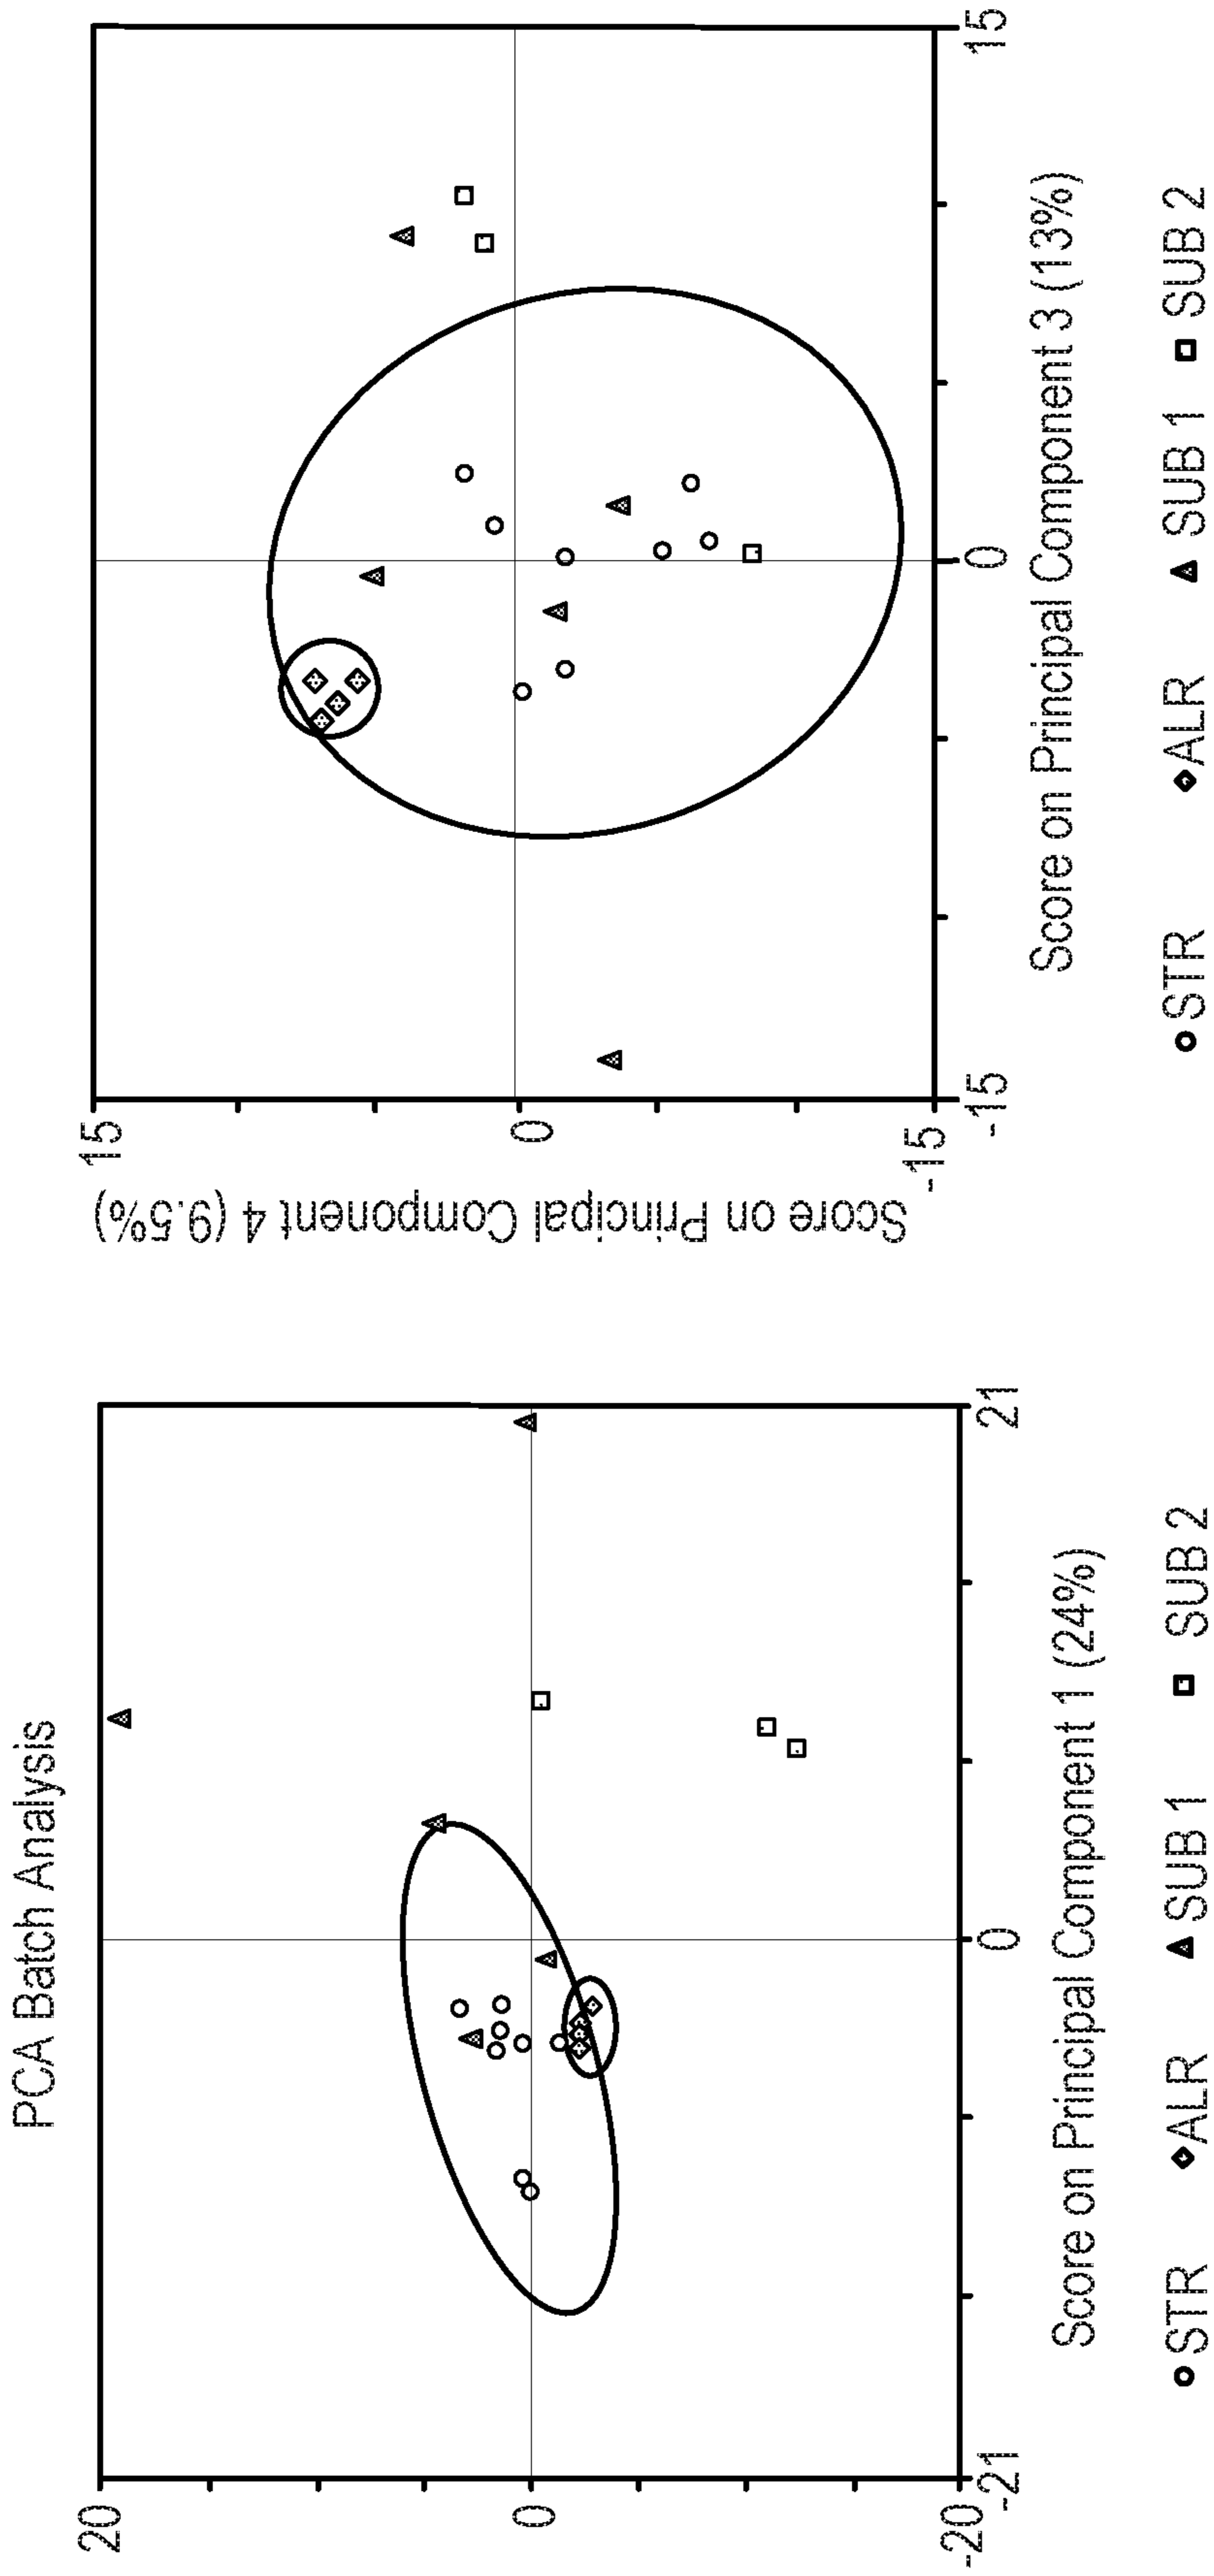 PCA Batch Analysis
20
0
-20
-21
0
21
Score on Principal Component 1 (24%)
STR ALR SUB 1 SUB 2
Score on Principal Component 4 (9.5%)
15
0
-15
-15
0
15
Score on Principal Component 3 (13%)
STR ALR SUB 1 SUB 2